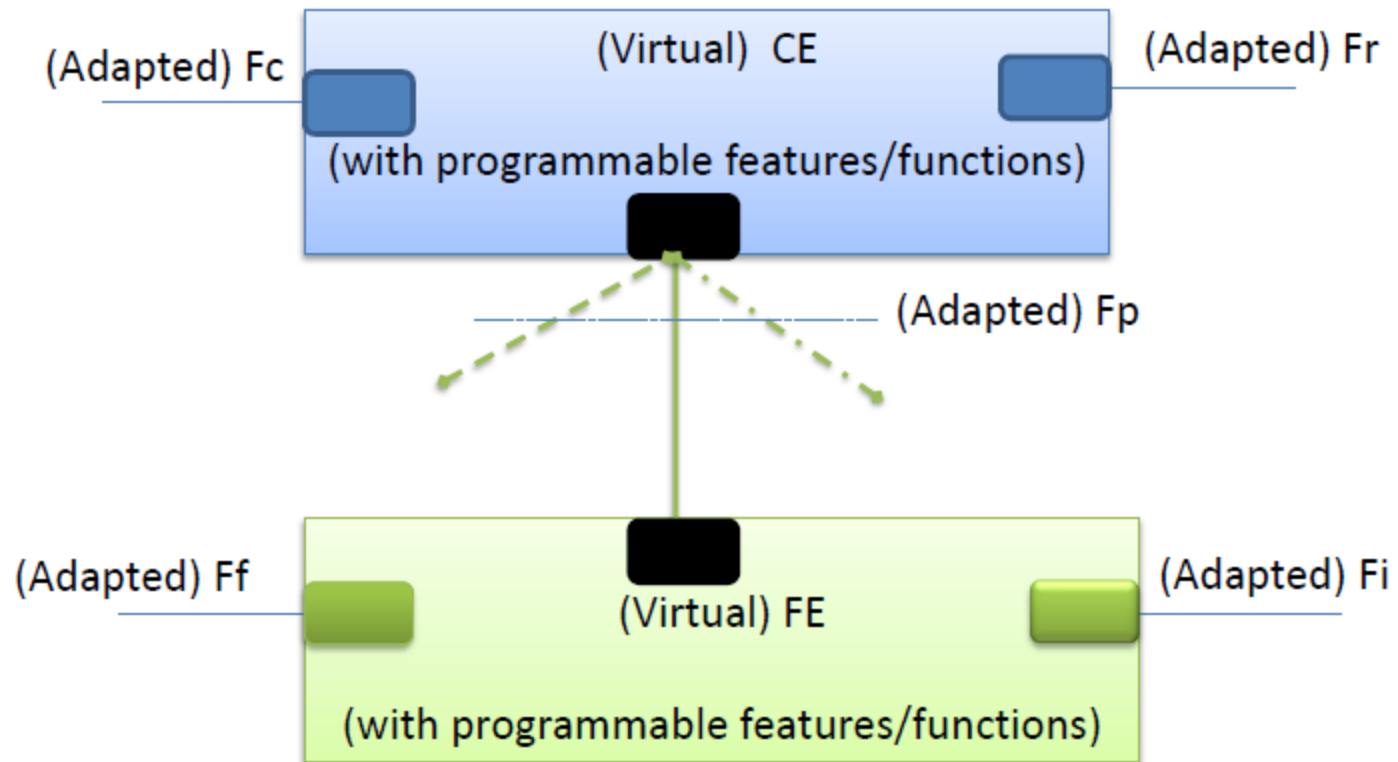 (Virtual)  CE
(Adapted) Fc
(Adapted) Fr
(with programmable features/functions)
(Adapted) Fp
(Adapted) Ff
(Adapted) Fi
(Virtual) FE
(with programmable features/functions)